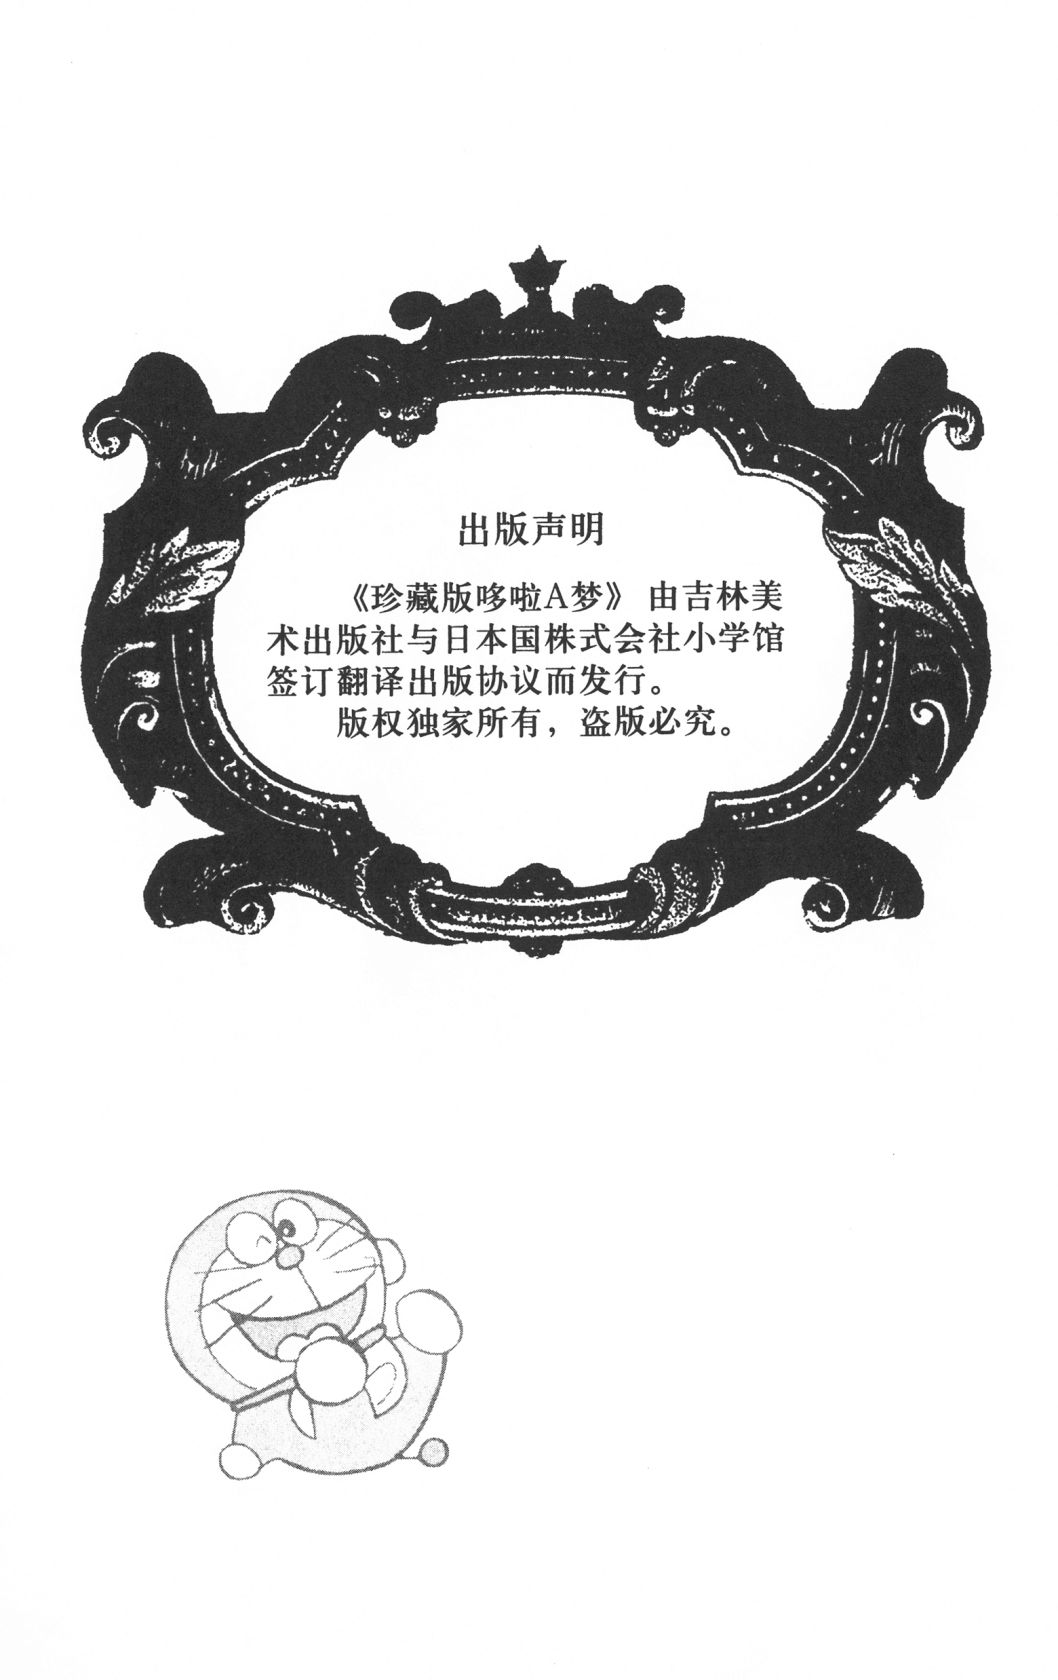 出版声明
《珍藏版哆啦A梦》由吉林美
术出版社与日本国株式会社小学馆
签订翻译出版协议而发行。
版权独家所有，盗版必究。